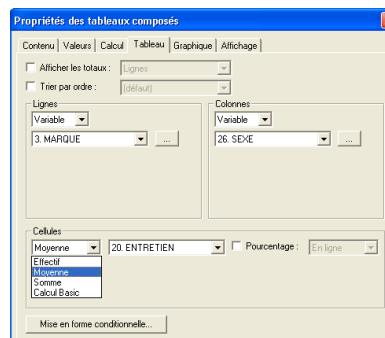 Propriétés des tableaux composés
Contenu Valeurs Calcul Tableau Graphique Affichage
Afficher les totaux : Lignes
Trier par ordre : (défaut)
Lignes Colonnes
Variable Variable
3. MARQUE ... 26. SEXE ...
Cellules
Moyenne 20. ENTRETIEN Pourcentage : En ligne
Effectif
Moyenne
Somme
Calcul Basic
Mise en forme conditionnelle...